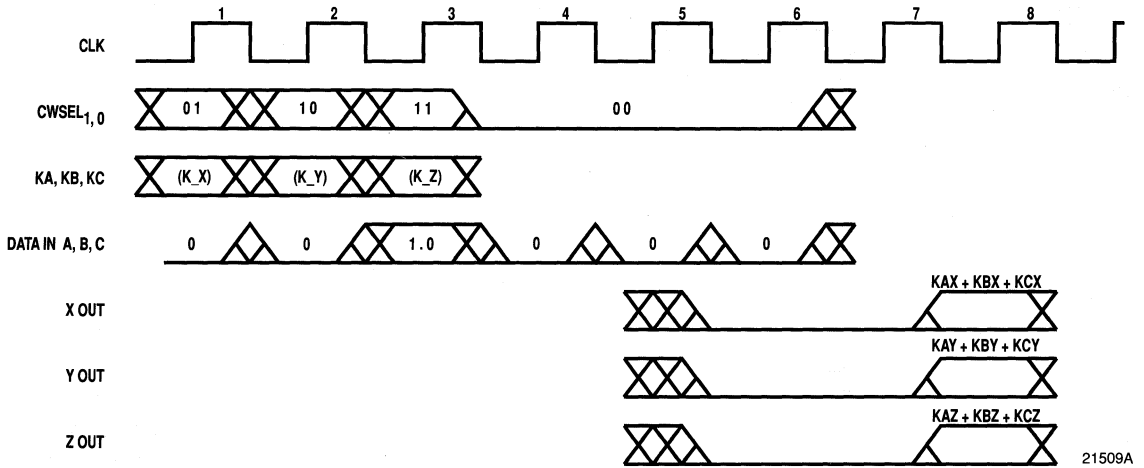 1 2 3 4 5 6 7 8
CLK
CWSEL1, 0 01 10 11 00
KA, KB, KC (K_X) (K_Y) (K_Z)
DATA IN A, B, C 0 0 1.0 0 0 0
KAX + KBX + KCX
X OUT
KAY + KBY + KCY
Y OUT
KAZ + KBZ + KCZ
Z OUT
21509A